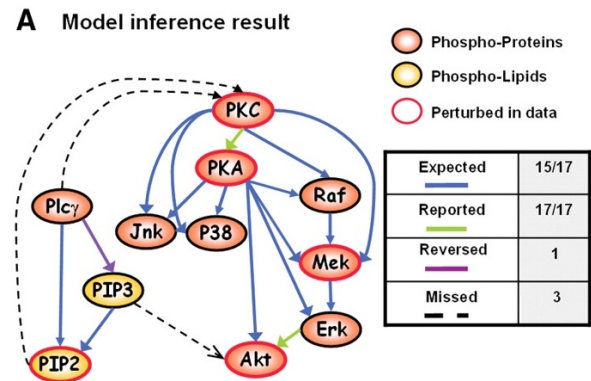 A Model inference result
Phospho-Proteins
Phospho-Lipids
Perturbed in data
PKC
PKA
Raf
Plcγ
Jnk
P38
Mek
PIP3
Erk
PIP2
Akt
Expected 15/17
Reported 17/17
Reversed 1
Missed 3